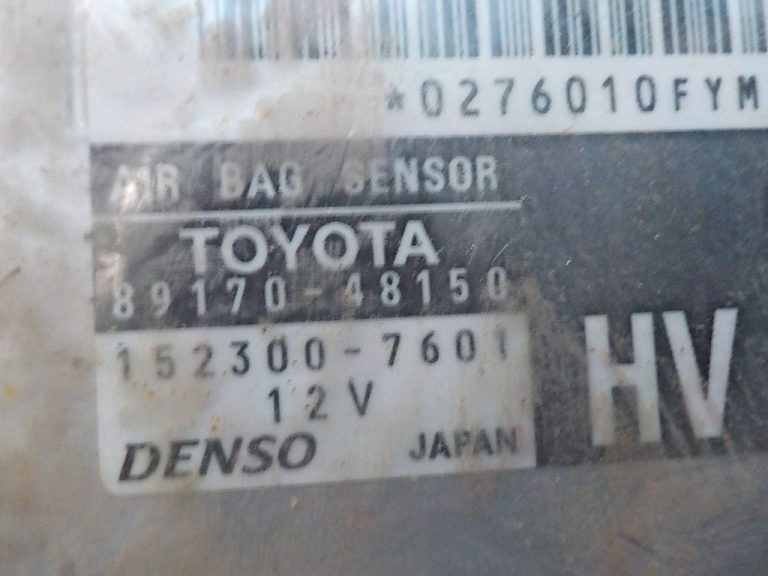 *0276010FYM
AIR BAG SENSOR
TOYOTA
89170-48150
152300-7601
12V
DENSO JAPAN
HV